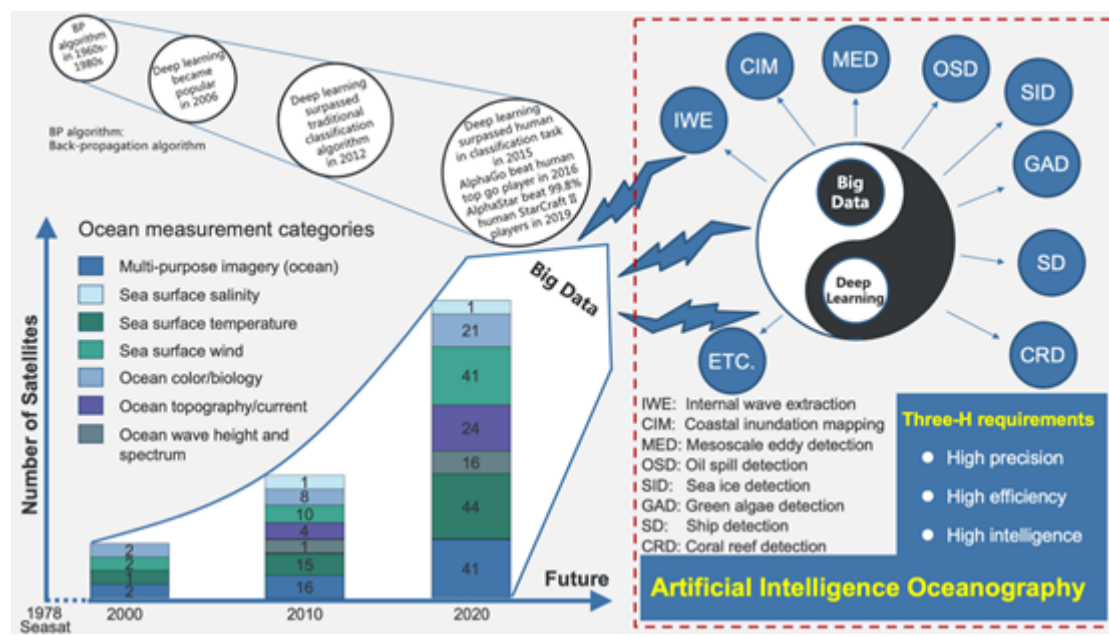 BP
algorithm
in 1960s-
1980s
Deep learning
became
popular
in 2006
Deep learning
surpassed
traditional
classification
algorithm
in 2012
Deep learning
surpassed human
in classification task
in 2015
AlphaGo beat human
top go player in 2016
AlphaStar beat 99.8%
human StarCraft II
players in 2019
BP algorithm:
Back-propagation algorithm
Ocean measurement categories
Multi-purpose imagery (ocean)
Sea surface salinity
Sea surface temperature
Sea surface wind
Ocean color/biology
Ocean topography/current
Ocean wave height and
spectrum
Number of Satellites
2
2
1
2
1
8
10
4
1
15
16
1
21
41
24
16
44
41
Big Data
Future
1978
Seasat
2000
2010
2020
IWE
CIM
MED
OSD
SID
GAD
SD
CRD
ETC.
Big
Data
Deep
Learning
IWE: Internal wave extraction
CIM: Coastal inundation mapping
MED: Mesoscale eddy detection
OSD: Oil spill detection
SID: Sea ice detection
GAD: Green algae detection
SD: Ship detection
CRD: Coral reef detection
Three-H requirements
High precision
High efficiency
High intelligence
Artificial Intelligence Oceanography